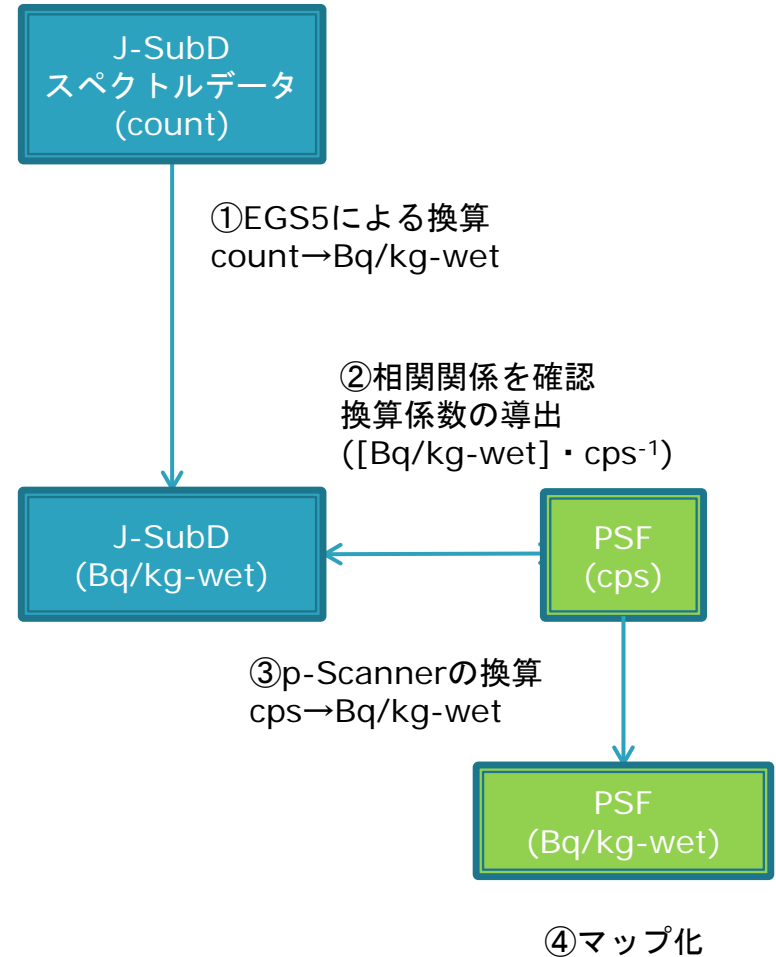 J-SubD
スペクトルデータ
(count)
①EGS5による換算
count→Bq/kg-wet
②相関関係を確認
換算係数の導出
([Bq/kg-wet]・cps⁻¹)
J-SubD
(Bq/kg-wet)
PSF
(cps)
③p-Scannerの換算
cps→Bq/kg-wet
PSF
(Bq/kg-wet)
④マップ化